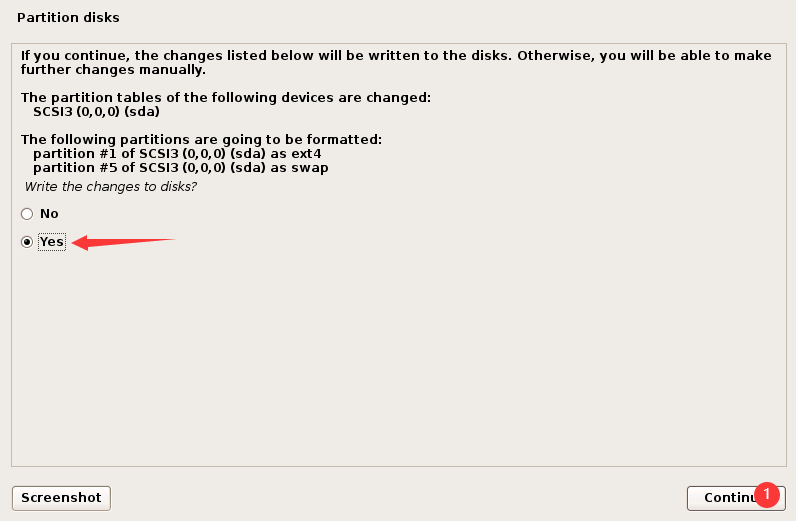 Partition disks
If you continue, the changes listed below will be written to the disks. Otherwise, you will be able to make
further changes manually.
The partition tables of the following devices are changed:
SCSI3 (0,0,0) (sda)
The following partitions are going to be formatted:
partition #1 of SCSI3 (0,0,0) (sda) as ext4
partition #5 of SCSI3 (0,0,0) (sda) as swap
Write the changes to disks?
No
Yes
Screenshot
Continu 1